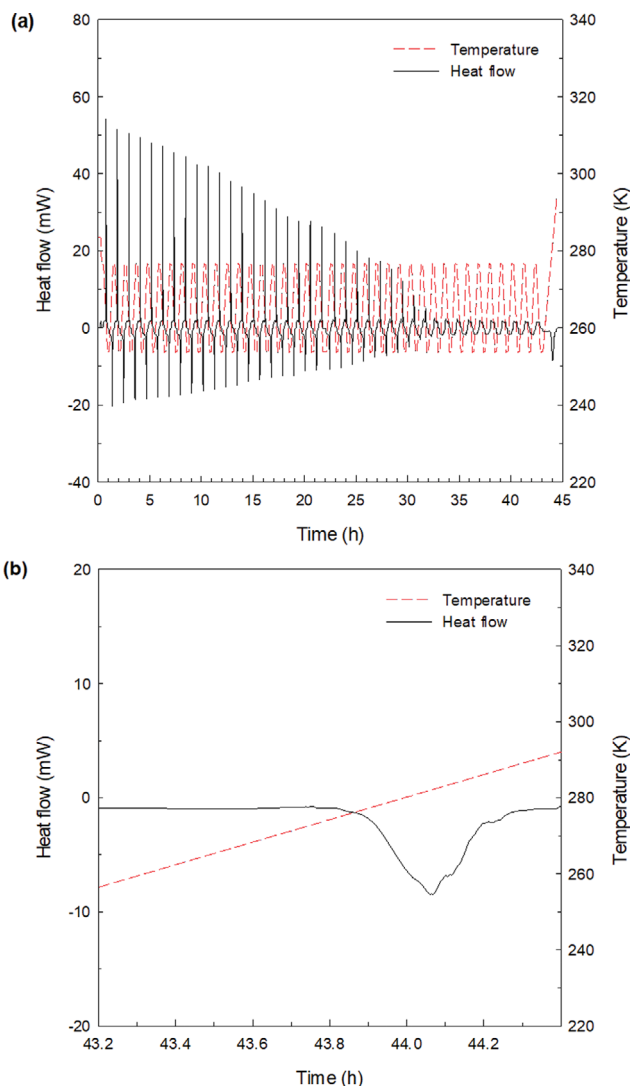 (a)
80
60
40
20
0
-20
-40
Heat flow (mW)
340
320
300
280
260
240
220
Temperature (K)
Temperature
Heat flow
0 5 10 15 20 25 30 35 40 45
Time (h)
(b)
20
10
0
-10
-20
Heat flow (mW)
340
320
300
280
260
240
220
Temperature (K)
Temperature
Heat flow
43.2 43.4 43.6 43.8 44.0 44.2
Time (h)